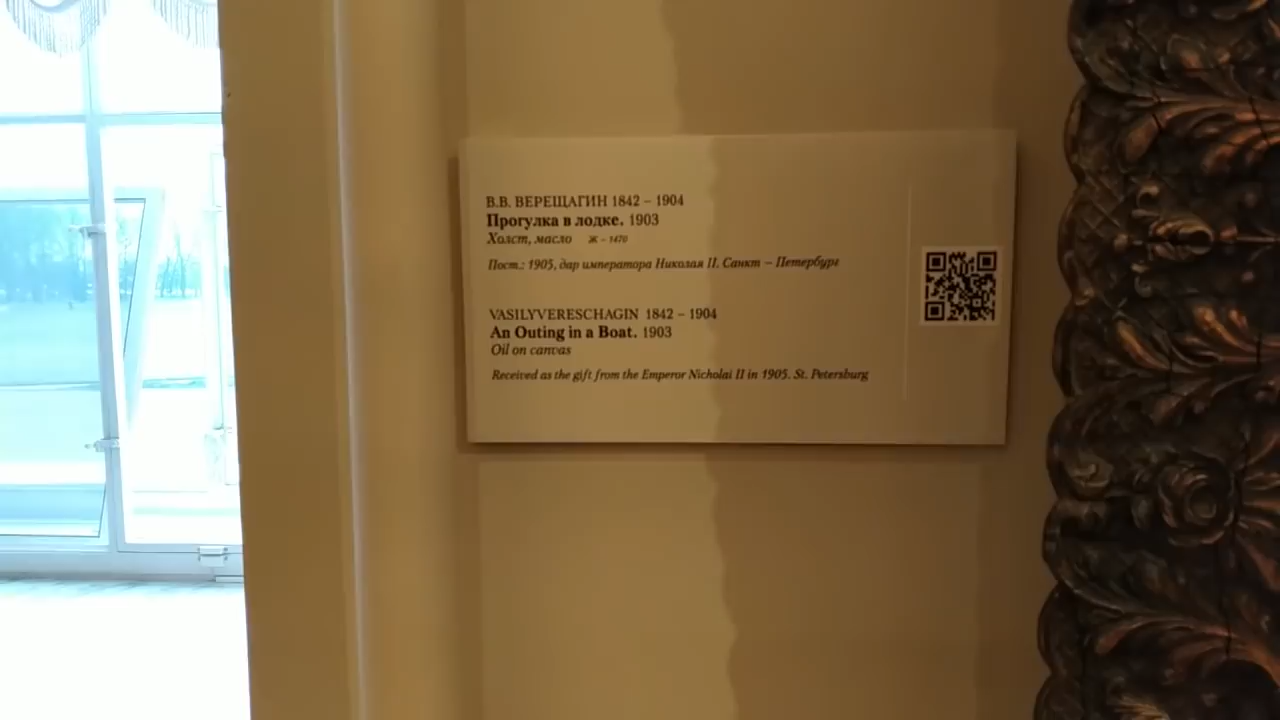 В.В. ВЕРЕЩАГИН 1842 – 1904
Прогулка в лодке. 1903
Холст, масло Ж – 1470
Пост.: 1905, дар императора Николая II. Санкт – Петербург
VASILYVERESCHAGIN 1842 – 1904
An Outing in a Boat. 1903
Oil on canvas
Received as the gift from the Emperor Nicholai II in 1905. St. Petersburg